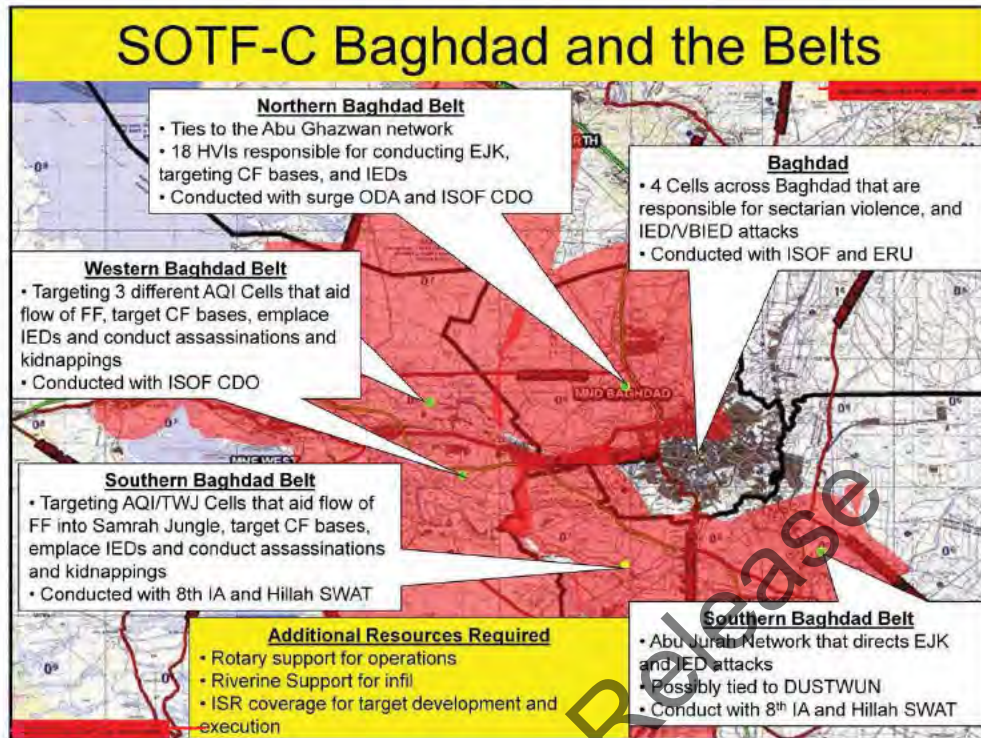 SOTF-C Baghdad and the Belts
Northern Baghdad Belt
• Ties to the Abu Ghazwan network
• 18 HVIs responsible for conducting EJK,
targeting CF bases, and IEDs
• Conducted with surge ODA and ISOF CDO
Baghdad
• 4 Cells across Baghdad that are
responsible for sectarian violence, and
IED/VBIED attacks
• Conducted with ISOF and ERU
Western Baghdad Belt
• Targeting 3 different AQI Cells that aid
flow of FF, target CF bases, emplace
IEDs and conduct assassinations and
kidnappings
• Conducted with ISOF CDO
MND BAGHDAD
MNF WEST
Southern Baghdad Belt
• Targeting AQI/TWJ Cells that aid flow of
FF into Samrah Jungle, target CF bases,
emplace IEDs and conduct assassinations
and kidnappings
• Conducted with 8th IA and Hillah SWAT
Additional Resources Required
• Rotary support for operations
• Riverine Support for infil
• ISR coverage for target development and
execution
Southern Baghdad Belt
• Abu Jurah Network that directs EJK
and IED attacks
• Possibly tied to DUSTWUN
• Conduct with 8th IA and Hillah SWAT
Release